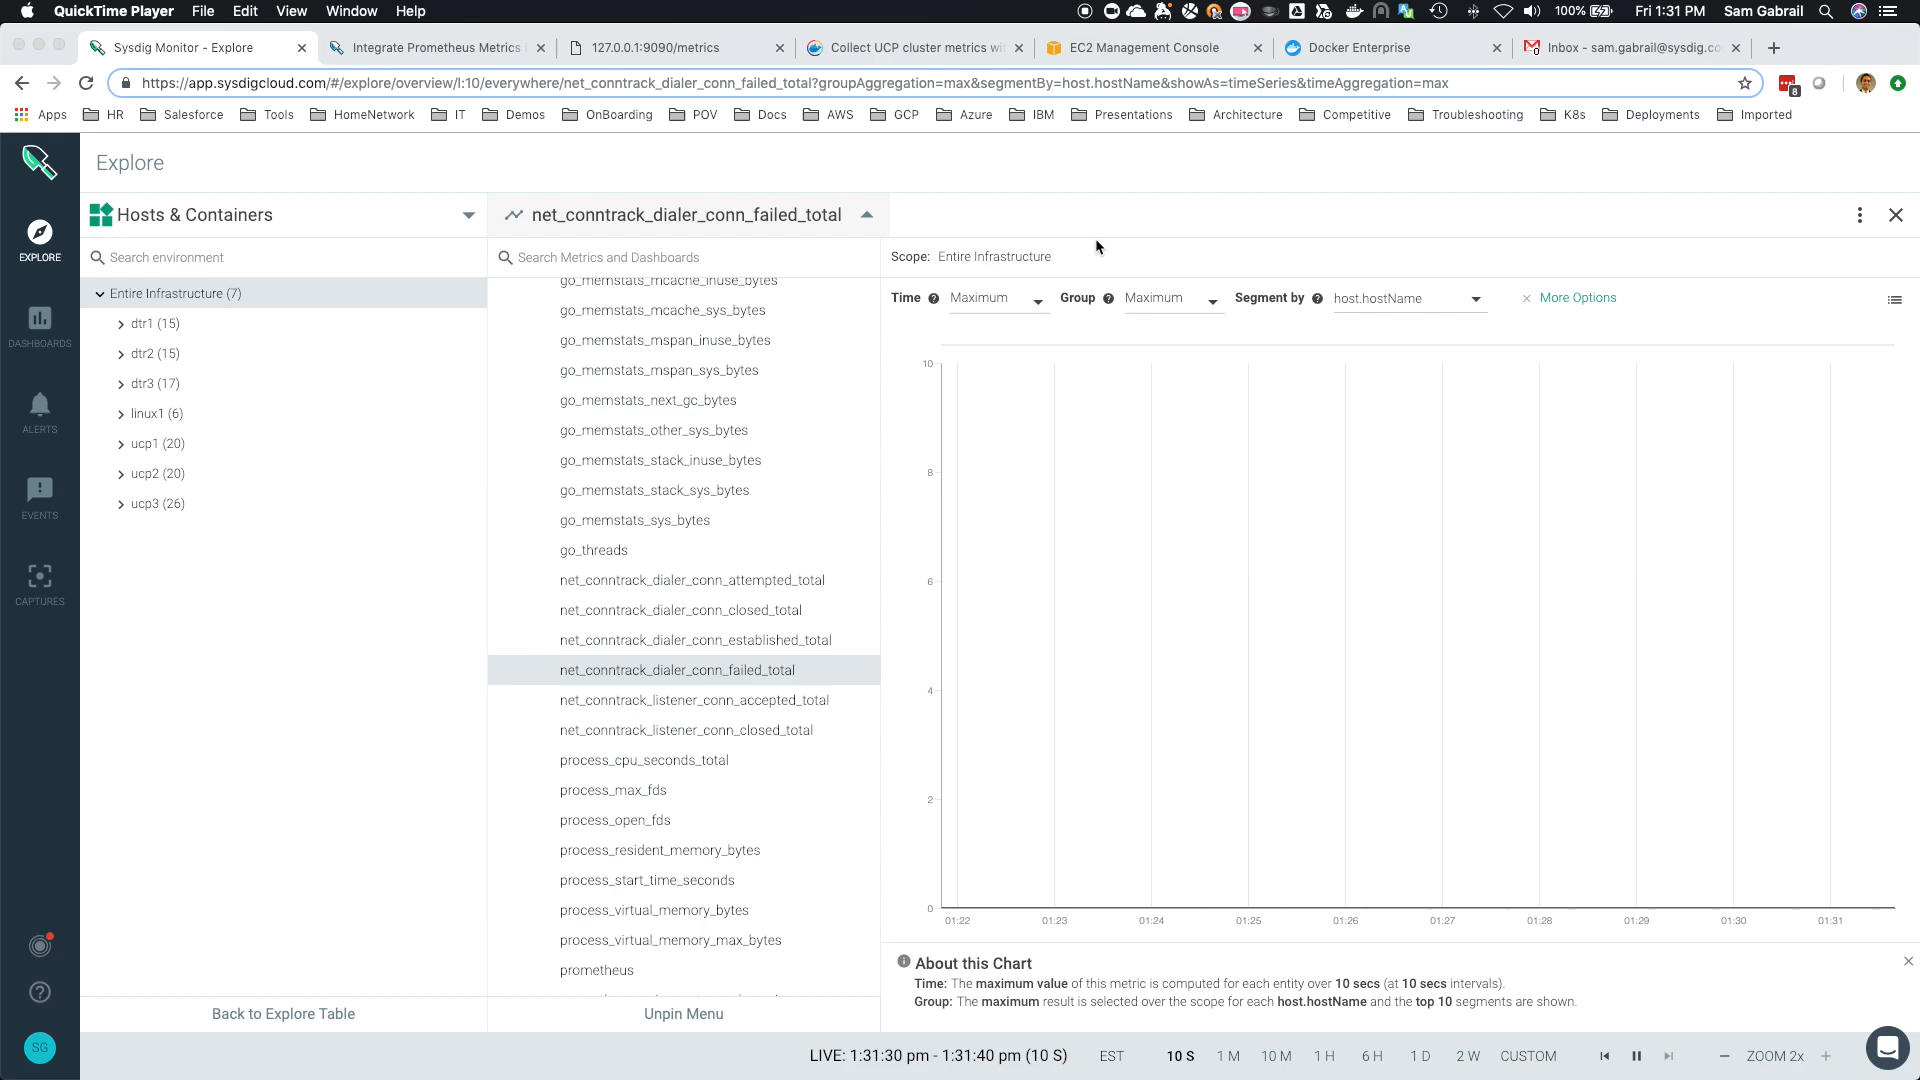 QuickTime Player File Edit View Window Help 100% Fri 1:31 PM Sam Gabrail
Sysdig Monitor - Explore Integrate Prometheus Metrics 127.0.0.1:9090/metrics Collect UCP cluster metrics wi EC2 Management Console Docker Enterprise Inbox - sam.gabrail@sysdig.co
https://app.sysdigcloud.com/#/explore/overview/l:10/everywhere/net_conntrack_dialer_conn_failed_total?groupAggregation=max&segmentBy=host.hostName&showAs=timeSeries&timeAggregation=max
8
Apps HR Salesforce Tools HomeNetwork IT Demos OnBoarding POV Docs AWS GCP Azure IBM Presentations Architecture Competitive Troubleshooting K8s Deployments Imported
Explore
Hosts & Containers
net_conntrack_dialer_conn_failed_total
Search environment
Search Metrics and Dashboards
Scope: Entire Infrastructure
EXPLORE
DASHBOARDS
ALERTS
EVENTS
CAPTURES
SG
Entire Infrastructure (7)
dtr1 (15)
dtr2 (15)
dtr3 (17)
linux1 (6)
ucp1 (20)
ucp2 (20)
ucp3 (26)
Back to Explore Table
go_memstats_mcache_inuse_bytes
go_memstats_mcache_sys_bytes
go_memstats_mspan_inuse_bytes
go_memstats_mspan_sys_bytes
go_memstats_next_gc_bytes
go_memstats_other_sys_bytes
go_memstats_stack_inuse_bytes
go_memstats_stack_sys_bytes
go_memstats_sys_bytes
go_threads
net_conntrack_dialer_conn_attempted_total
net_conntrack_dialer_conn_closed_total
net_conntrack_dialer_conn_established_total
net_conntrack_dialer_conn_failed_total
net_conntrack_listener_conn_accepted_total
net_conntrack_listener_conn_closed_total
process_cpu_seconds_total
process_max_fds
process_open_fds
process_resident_memory_bytes
process_start_time_seconds
process_virtual_memory_bytes
process_virtual_memory_max_bytes
prometheus
Unpin Menu
Time Maximum Group Maximum Segment by host.hostName × More Options
10
8
6
4
2
0
01:22 01:23 01:24 01:25 01:26 01:27 01:28 01:29 01:30 01:31
About this Chart
Time: The maximum value of this metric is computed for each entity over 10 secs (at 10 secs intervals).
Group: The maximum result is selected over the scope for each host.hostName and the top 10 segments are shown.
LIVE: 1:31:30 pm - 1:31:40 pm (10 S) EST 10 S 1 M 10 M 1 H 6 H 1 D 2 W CUSTOM ZOOM 2x